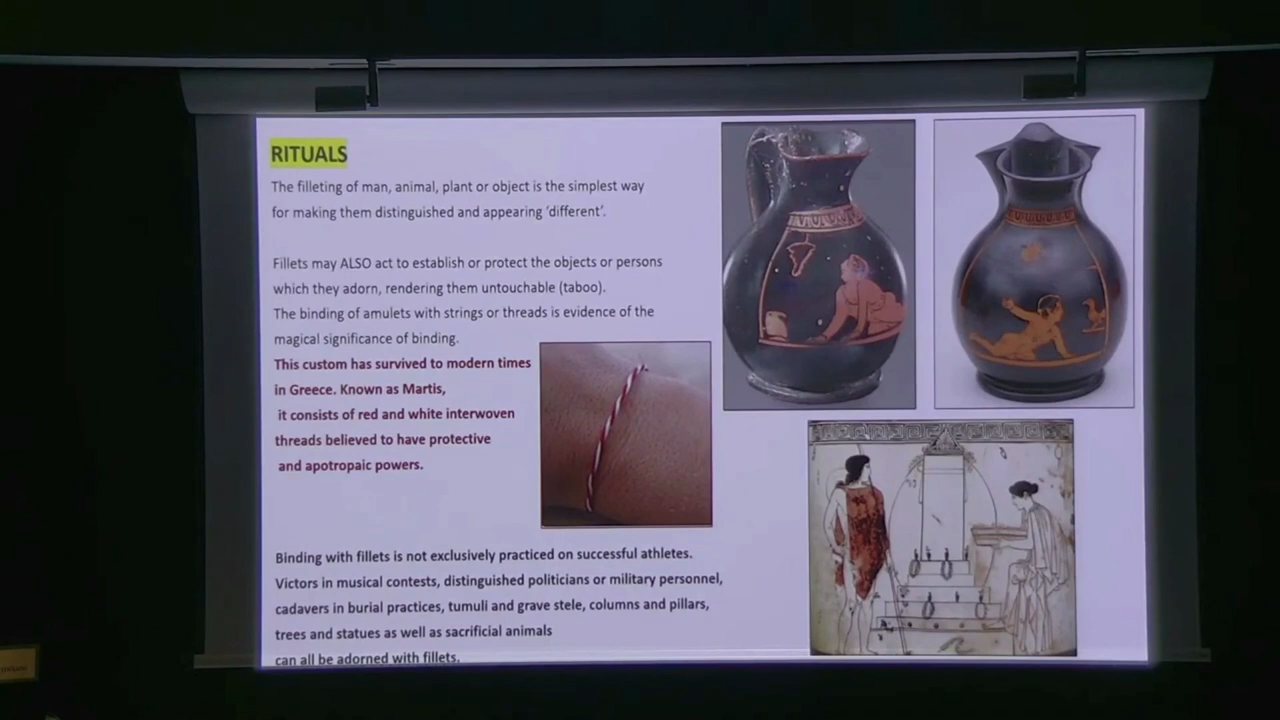 RITUALS
The filleting of man, animal, plant or object is the simplest way
for making them distinguished and appearing ‘different’.
Fillets may ALSO act to establish or protect the objects or persons
which they adorn, rendering them untouchable (taboo).
The binding of amulets with strings or threads is evidence of the
magical significance of binding.
This custom has survived to modern times
in Greece. Known as Martis,
it consists of red and white interwoven
threads believed to have protective
and apotropaic powers.
Binding with fillets is not exclusively practiced on successful athletes.
Victors in musical contests, distinguished politicians or military personnel,
cadavers in burial practices, tumuli and grave stele, columns and pillars,
trees and statues as well as sacrificial animals
can all be adorned with fillets.